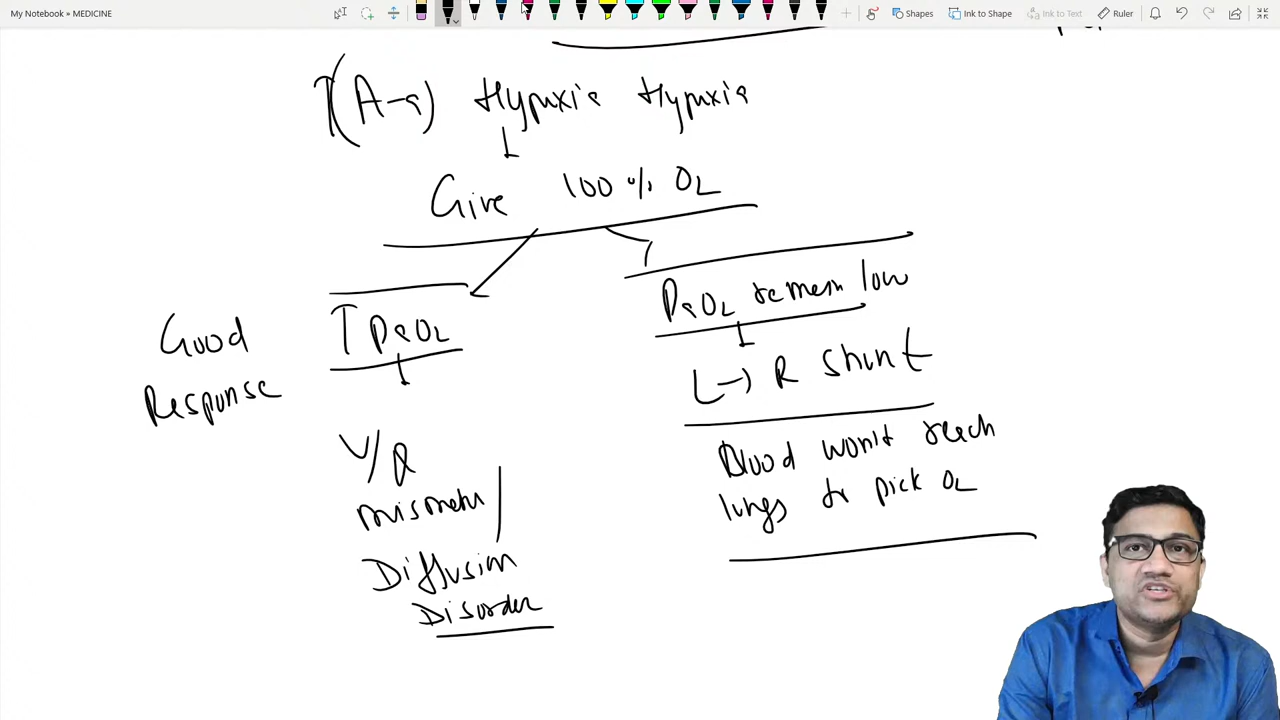 My Notebook » MEDICINE
Shapes
Ink to Shape
Ink to Text
Ruler
↑(A-a) Hypoxia Hypoxia
Give 100% O2
Good Response
↑ PaO2
V/Q
mismatch
Diffusion
Disorder
PaO2 remain low
L→R Shunt
Blood won't reach
lungs to pick O2